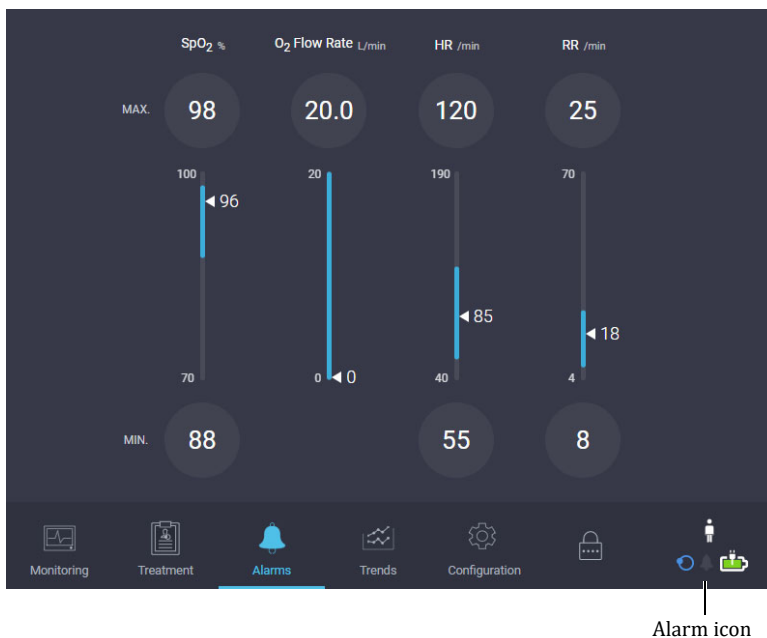 SpO2 % O2 Flow Rate L/min HR /min RR /min
MAX. 98 20.0 120 25
100 20 190 70
96
85
18
70 0 0 40 4
MIN. 88 55 8
Monitoring Treatment Alarms Trends Configuration
Alarm icon